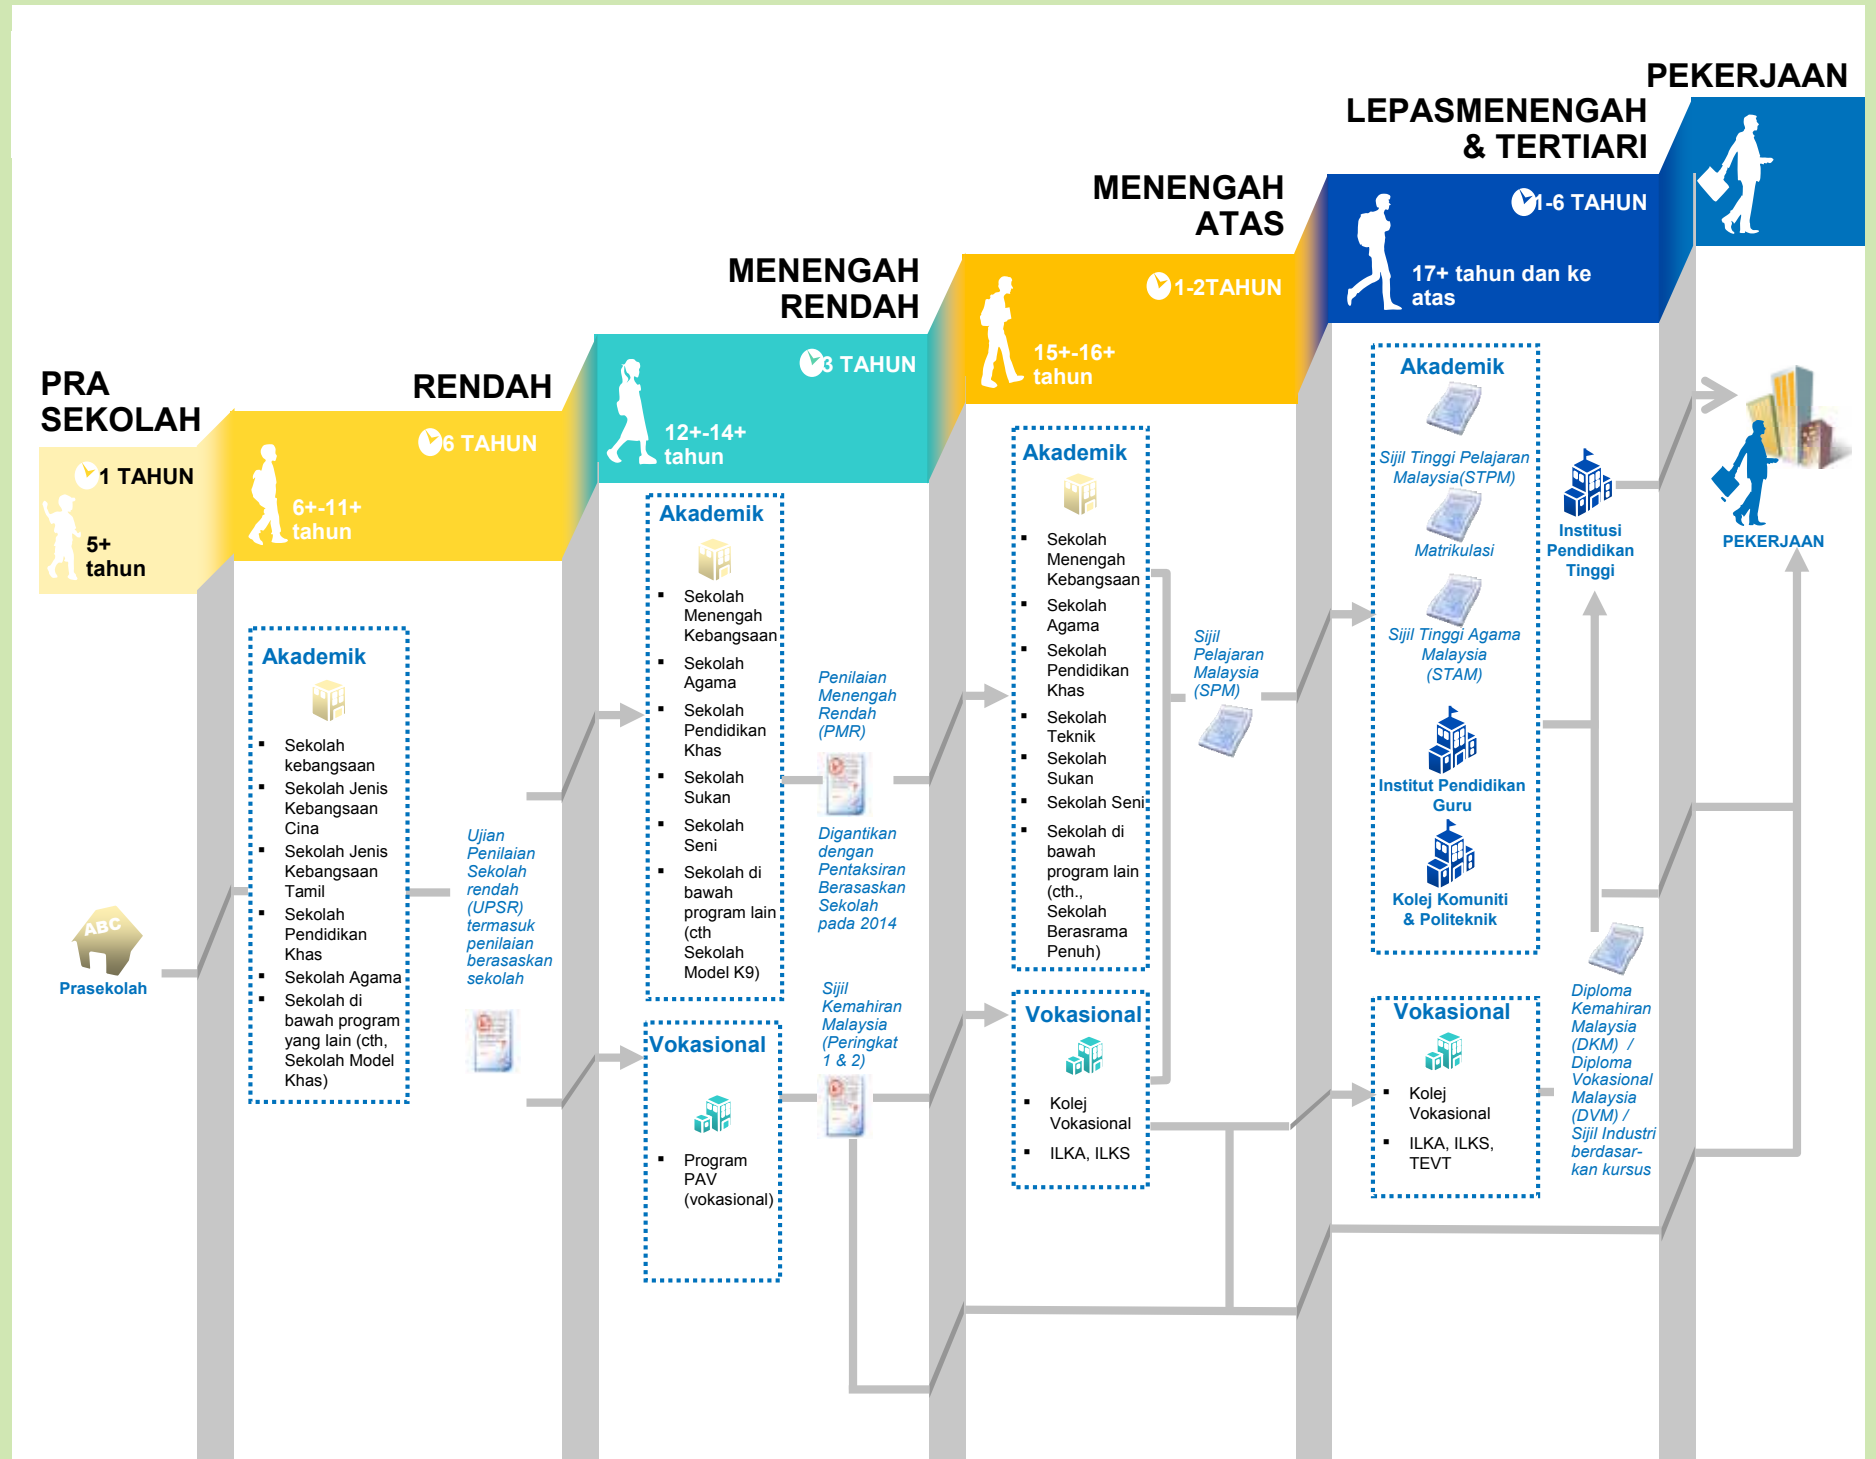 PEKERJAAN
LEPASMENENGAH
& TERTIARI
MENENGAH
ATAS
1-6 TAHUN
17+ tahun dan ke
atas
MENENGAH
RENDAH
1-2TAHUN
15+-16+
tahun
PRA
SEKOLAH
RENDAH
3 TAHUN
12+-14+
tahun
1 TAHUN
5+
tahun
6 TAHUN
6+-11+
tahun
ABC
Prasekolah
Akademik
Sekolah
kebangsaan
Sekolah Jenis
Kebangsaan
Cina
Sekolah Jenis
Kebangsaan
Tamil
Sekolah
Pendidikan
Khas
Sekolah Agama
Sekolah di
bawah program
yang lain (cth,
Sekolah Model
Khas)
Ujian
Penilaian
Sekolah
rendah
(UPSR)
termasuk
penilaian
berasaskan
sekolah
Akademik
Sekolah
Menengah
Kebangsaan
Sekolah
Agama
Sekolah
Pendidikan
Khas
Sekolah
Sukan
Sekolah
Seni
Sekolah di
bawah
program lain
(cth
Sekolah
Model K9)
Vokasional
Program
PAV
(vokasional)
Penilaian
Menengah
Rendah
(PMR)
Digantikan
dengan
Pentaksiran
Berasaskan
Sekolah
pada 2014
Sijil
Kemahiran
Malaysia
(Peringkat
1 & 2)
Akademik
Sekolah
Menengah
Kebangsaan
Sekolah
Agama
Sekolah
Pendidikan
Khas
Sekolah
Teknik
Sekolah
Sukan
Sekolah Seni
Sekolah di
bawah
program lain
(cth.,
Sekolah
Berasrama
Penuh)
Vokasional
Kolej
Vokasional
ILKA, ILKS
Sijil
Pelajaran
Malaysia
(SPM)
Akademik
Sijil Tinggi Pelajaran
Malaysia(STPM)
Matrikulasi
Sijil Tinggi Agama
Malaysia
(STAM)
Institut Pendidikan
Guru
Kolej Komuniti
& Politeknik
Vokasional
Kolej
Vokasional
ILKA, ILKS,
TEVT
Institusi
Pendidikan
Tinggi
Diploma
Kemahiran
Malaysia
(DKM) /
Diploma
Vokasional
Malaysia
(DVM) /
Sijil Industri
berdasar-
kan kursus
PEKERJAAN